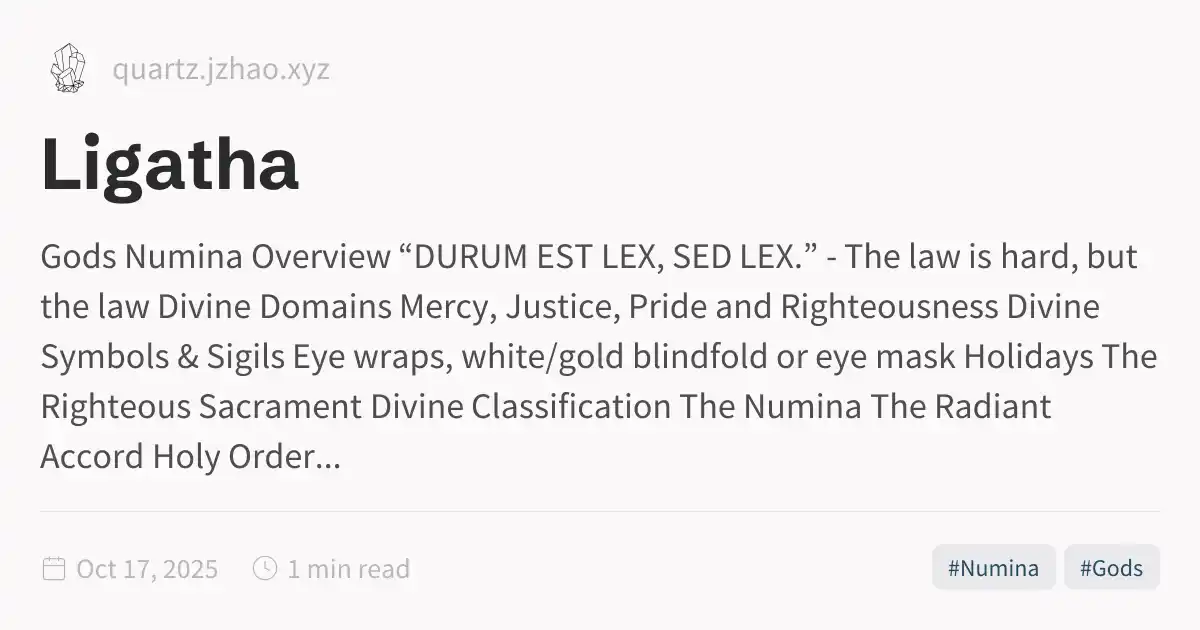 quartz.jzhao.xyz
Ligatha
Gods Numina Overview “DURUM EST LEX, SED LEX.” - The law is hard, but
the law Divine Domains Mercy, Justice, Pride and Righteousness Divine
Symbols & Sigils Eye wraps, white/gold blindfold or eye mask Holidays The
Righteous Sacrament Divine Classification The Numina The Radiant
Accord Holy Order...
Oct 17, 2025 1 min read #Numina #Gods